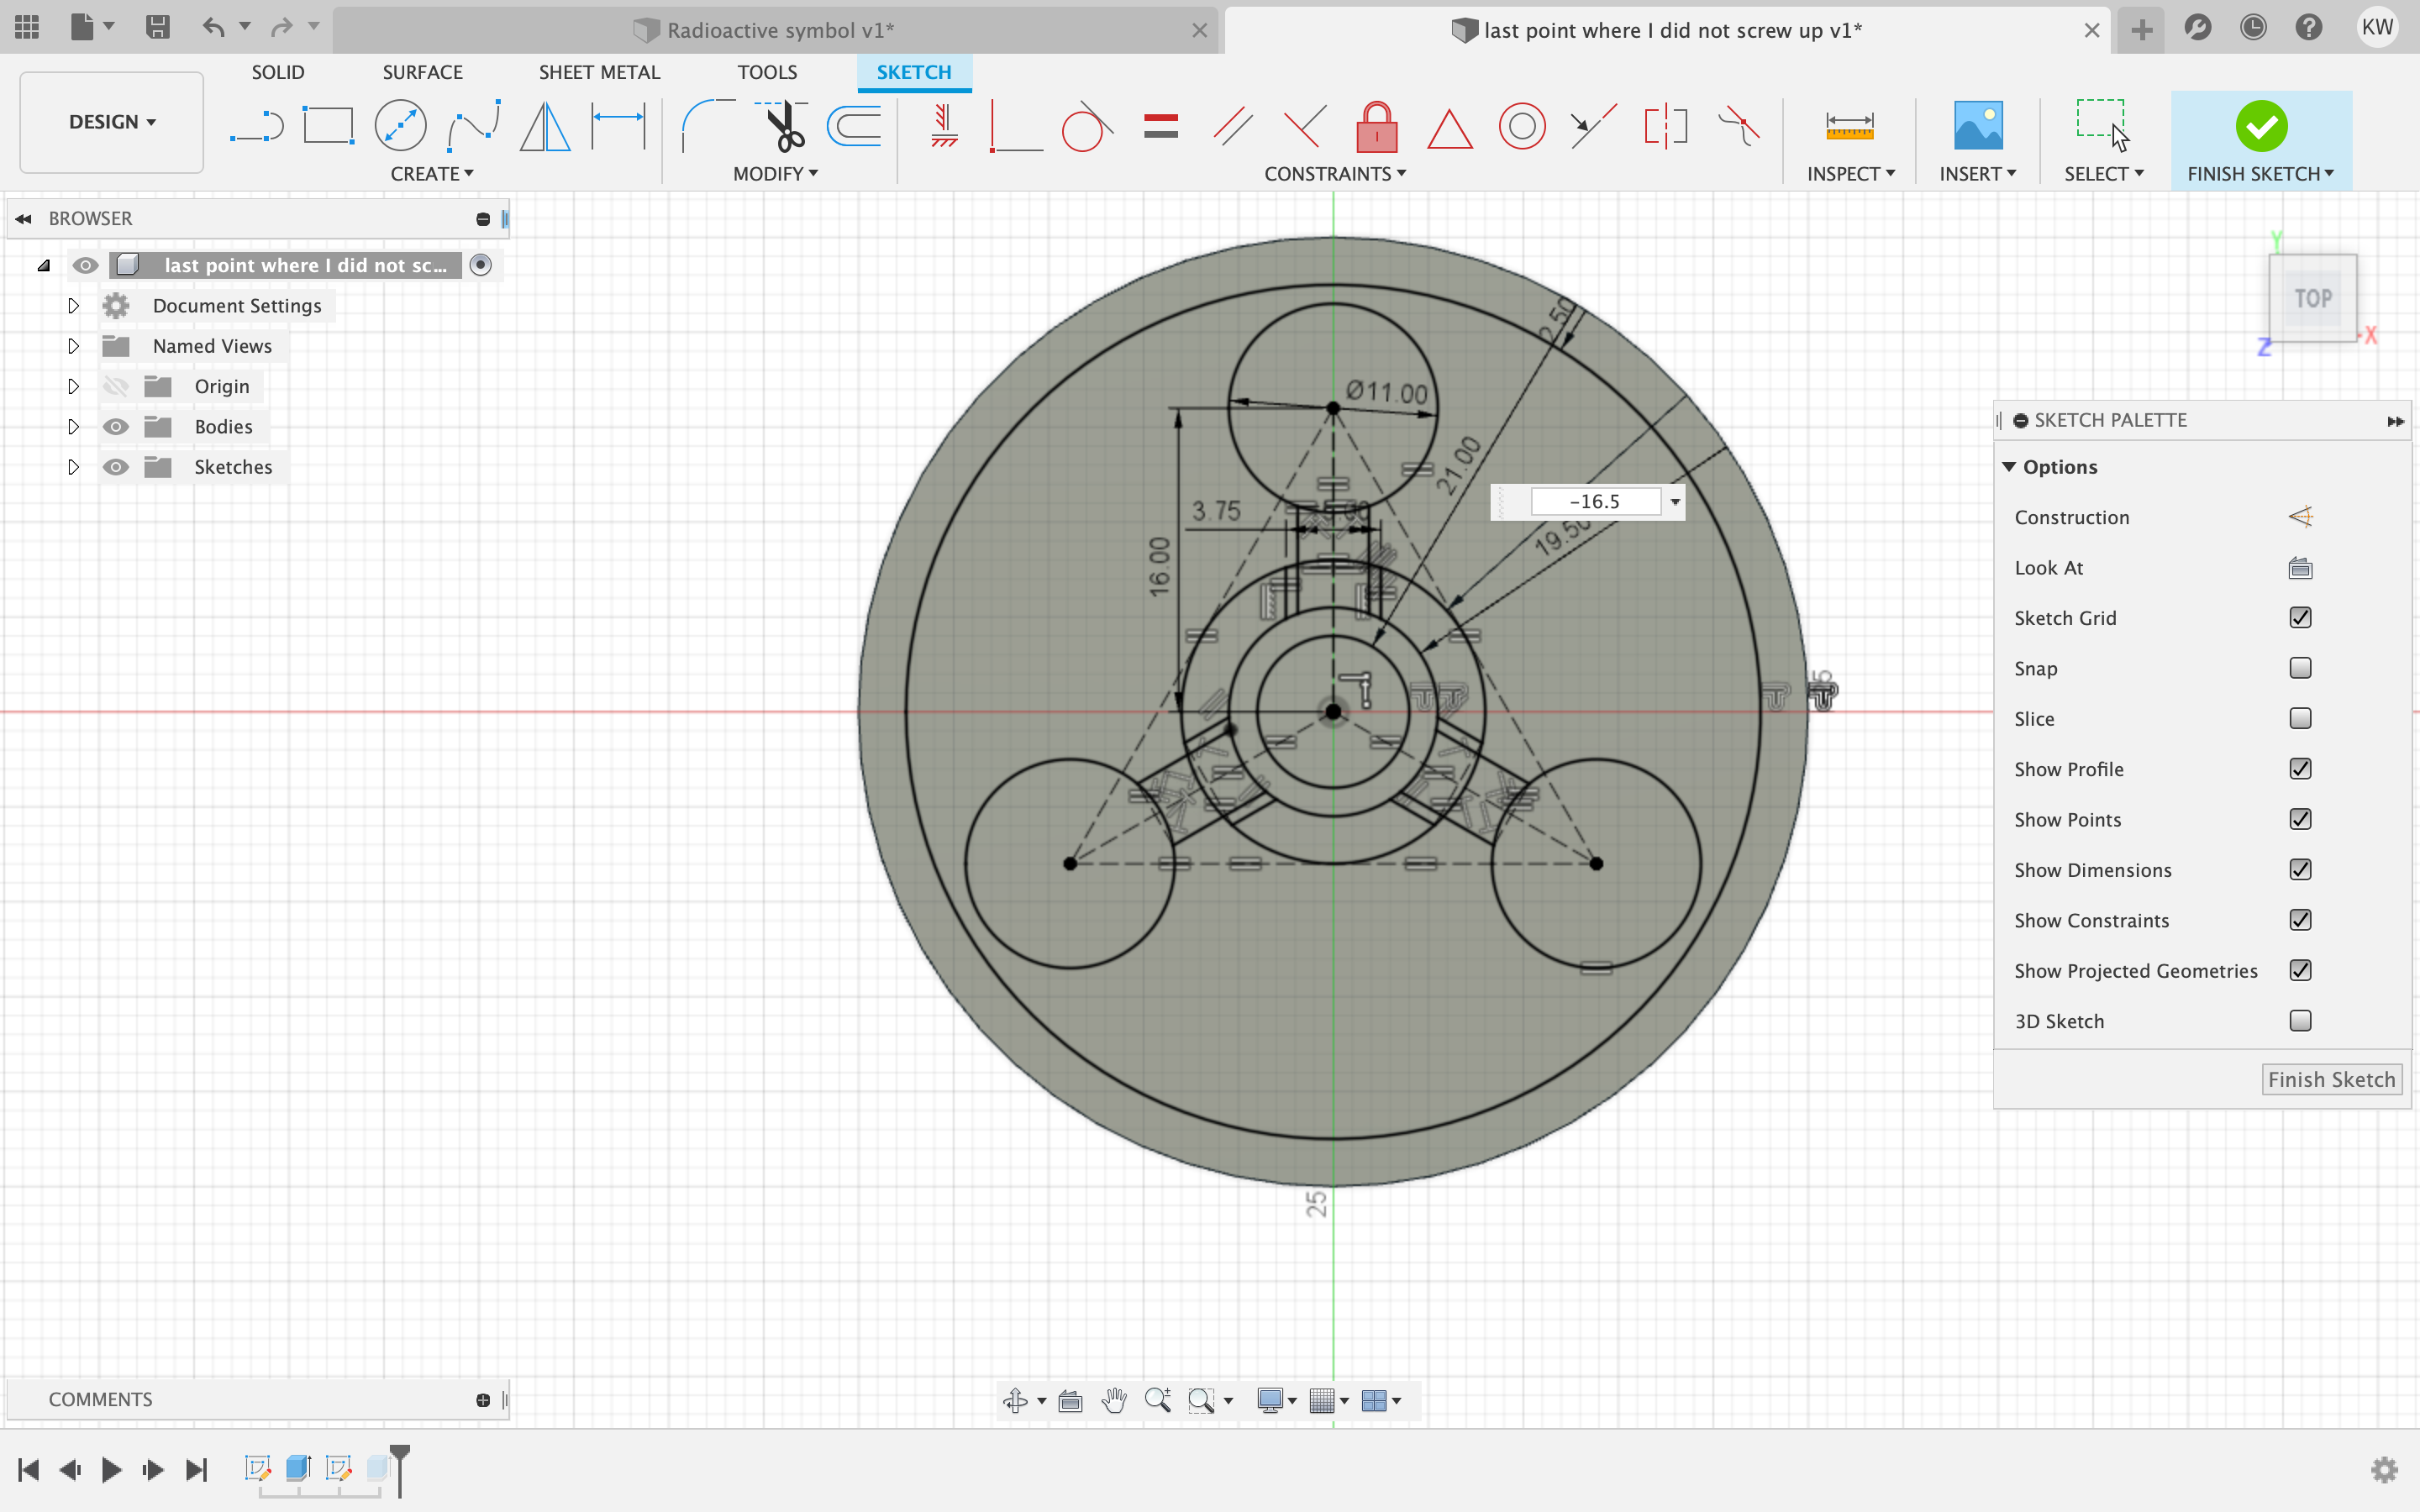 Radioactive symbol v1*
last point where I did not screw up v1*
KW
SOLID
SURFACE
SHEET METAL
TOOLS
SKETCH
DESIGN
CREATE
MODIFY
CONSTRAINTS
INSPECT
INSERT
SELECT
FINISH SKETCH
BROWSER
last point where I did not sc...
Document Settings
Named Views
Origin
Bodies
Sketches
Y
TOP
X
Z
2.50
Ø11.00
21.00
-16.5
3.75
19.50
16.00
25
SKETCH PALETTE
Options
Construction
Look At
Sketch Grid
Snap
Slice
Show Profile
Show Points
Show Dimensions
Show Constraints
Show Projected Geometries
3D Sketch
Finish Sketch
COMMENTS